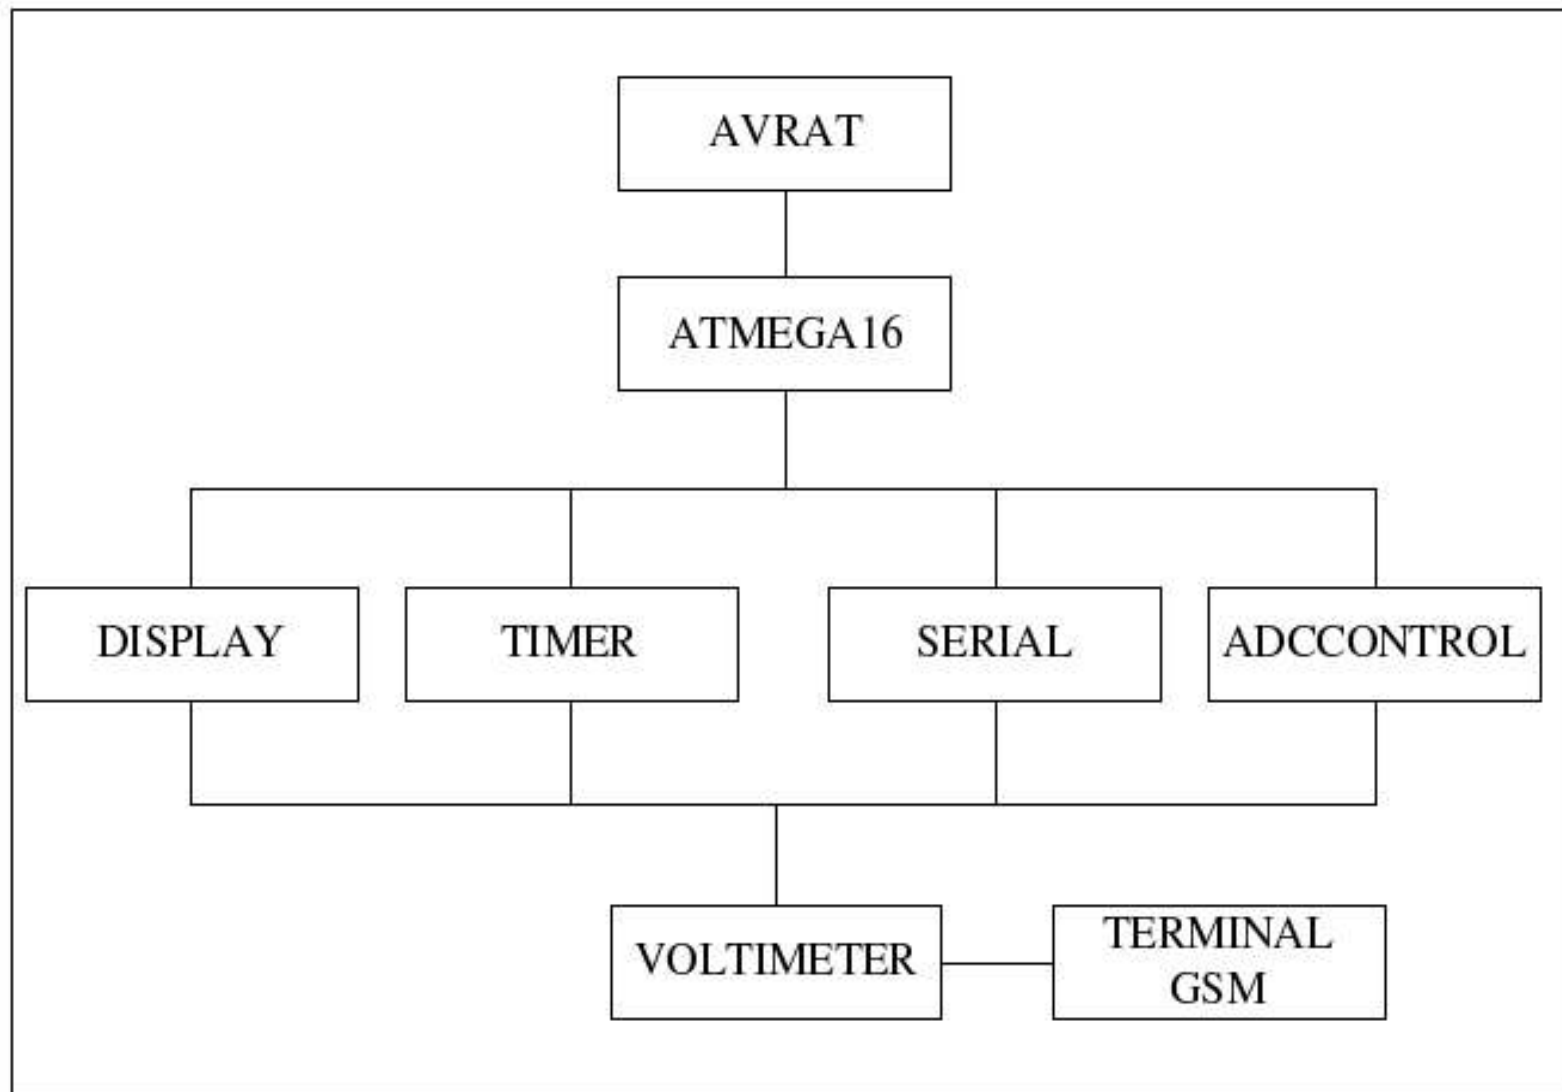 AVRAT
ATMEGA16
DISPLAY
TIMER
SERIAL
ADCCONTROL
VOLTIMETER
TERMINAL
GSM